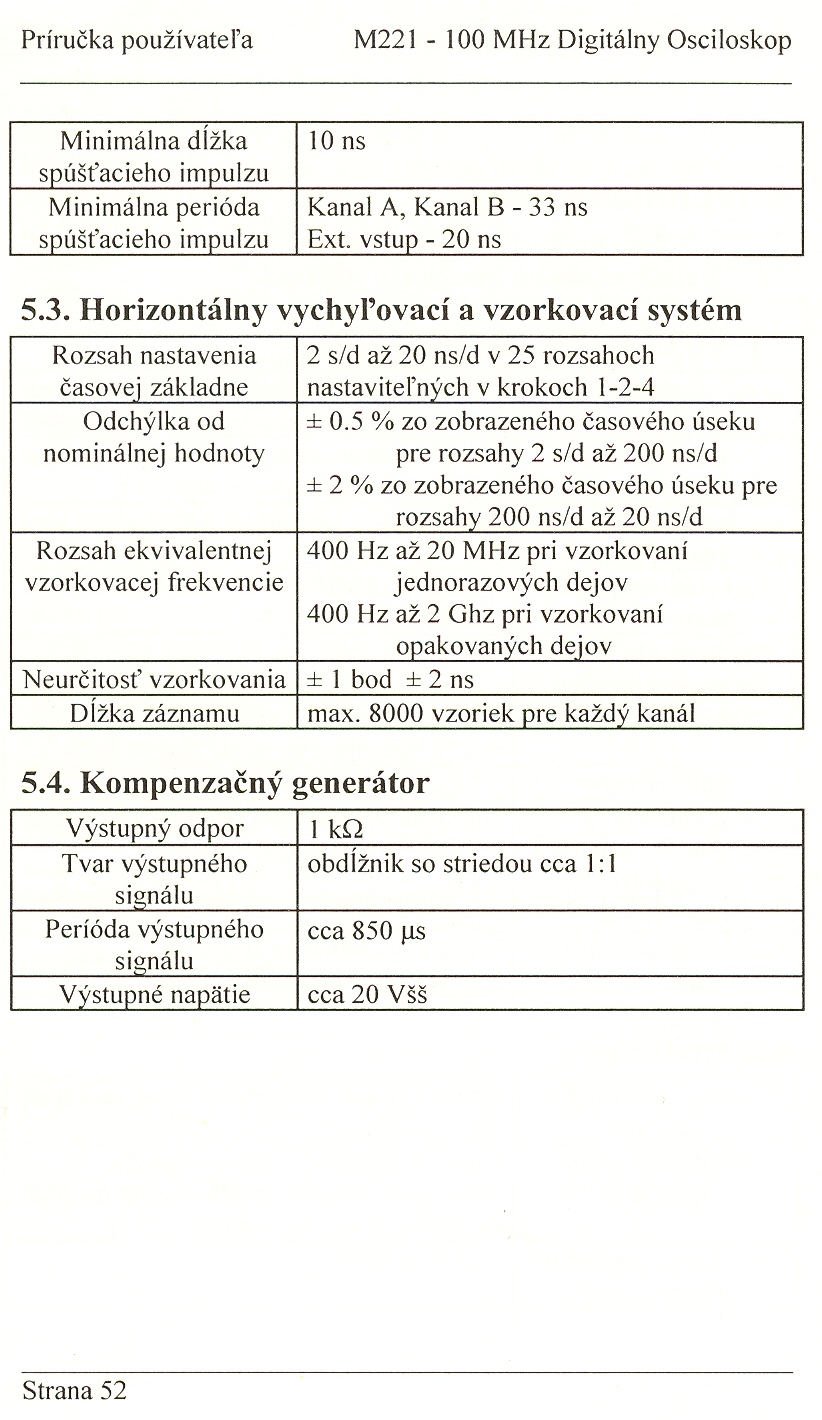 Príručka používateľa M221 - 100 MHz Digitálny Osciloskop
Minimálna dĺžka 10 ns
spúšťacieho impulzu
Minimálna perióda Kanal A, Kanal B - 33 ns
spúšťacieho impulzu Ext. vstup - 20 ns
5.3. Horizontálny vychyľovací a vzorkovací systém
Rozsah nastavenia 2 s/d až 20 ns/d v 25 rozsahoch
časovej základne nastaviteľných v krokoch 1-2-4
Odchýlka od ± 0.5 % zo zobrazeného časového úseku
nominálnej hodnoty pre rozsahy 2 s/d až 200 ns/d
± 2 % zo zobrazeného časového úseku pre
rozsahy 200 ns/d až 20 ns/d
Rozsah ekvivalentnej 400 Hz až 20 MHz pri vzorkovaní
vzorkovacej frekvencie jednorazových dejov
400 Hz až 2 Ghz pri vzorkovaní
opakovaných dejov
Neurčitosť vzorkovania ± 1 bod ± 2 ns
Dĺžka záznamu max. 8000 vzoriek pre každý kanál
5.4. Kompenzačný generátor
Výstupný odpor 1 kΩ
Tvar výstupného obdĺžnik so striedou cca 1:1
signálu
Períóda výstupného cca 850 µs
signálu
Výstupné napätie cca 20 Všš
Strana 52